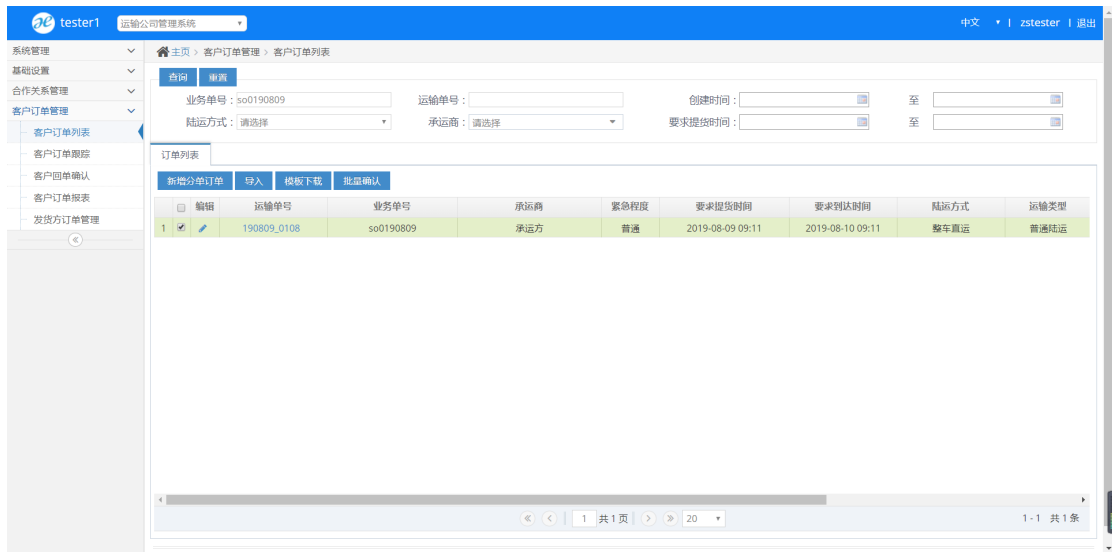 tester1 运输公司管理系统 中文 | zstester | 退出
系统管理
基础设置
合作关系管理
客户订单管理
客户订单列表
客户订单跟踪
客户回单确认
客户订单报表
发货方订单管理
主页 > 客户订单管理 > 客户订单列表
查询 重置
业务单号： so0190809 运输单号： 创建时间： 至
陆运方式： 请选择 承运商： 请选择 要求提货时间： 至
订单列表
新增分单订单 导入 模板下载 批量确认
编辑 运输单号 业务单号 承运商 紧急程度 要求提货时间 要求到达时间 陆运方式 运输类型
1 190809_0108 so0190809 承运方 普通 2019-08-09 09:11 2019-08-10 09:11 整车直运 普通陆运
1 共1页 20 1 - 1 共 1 条